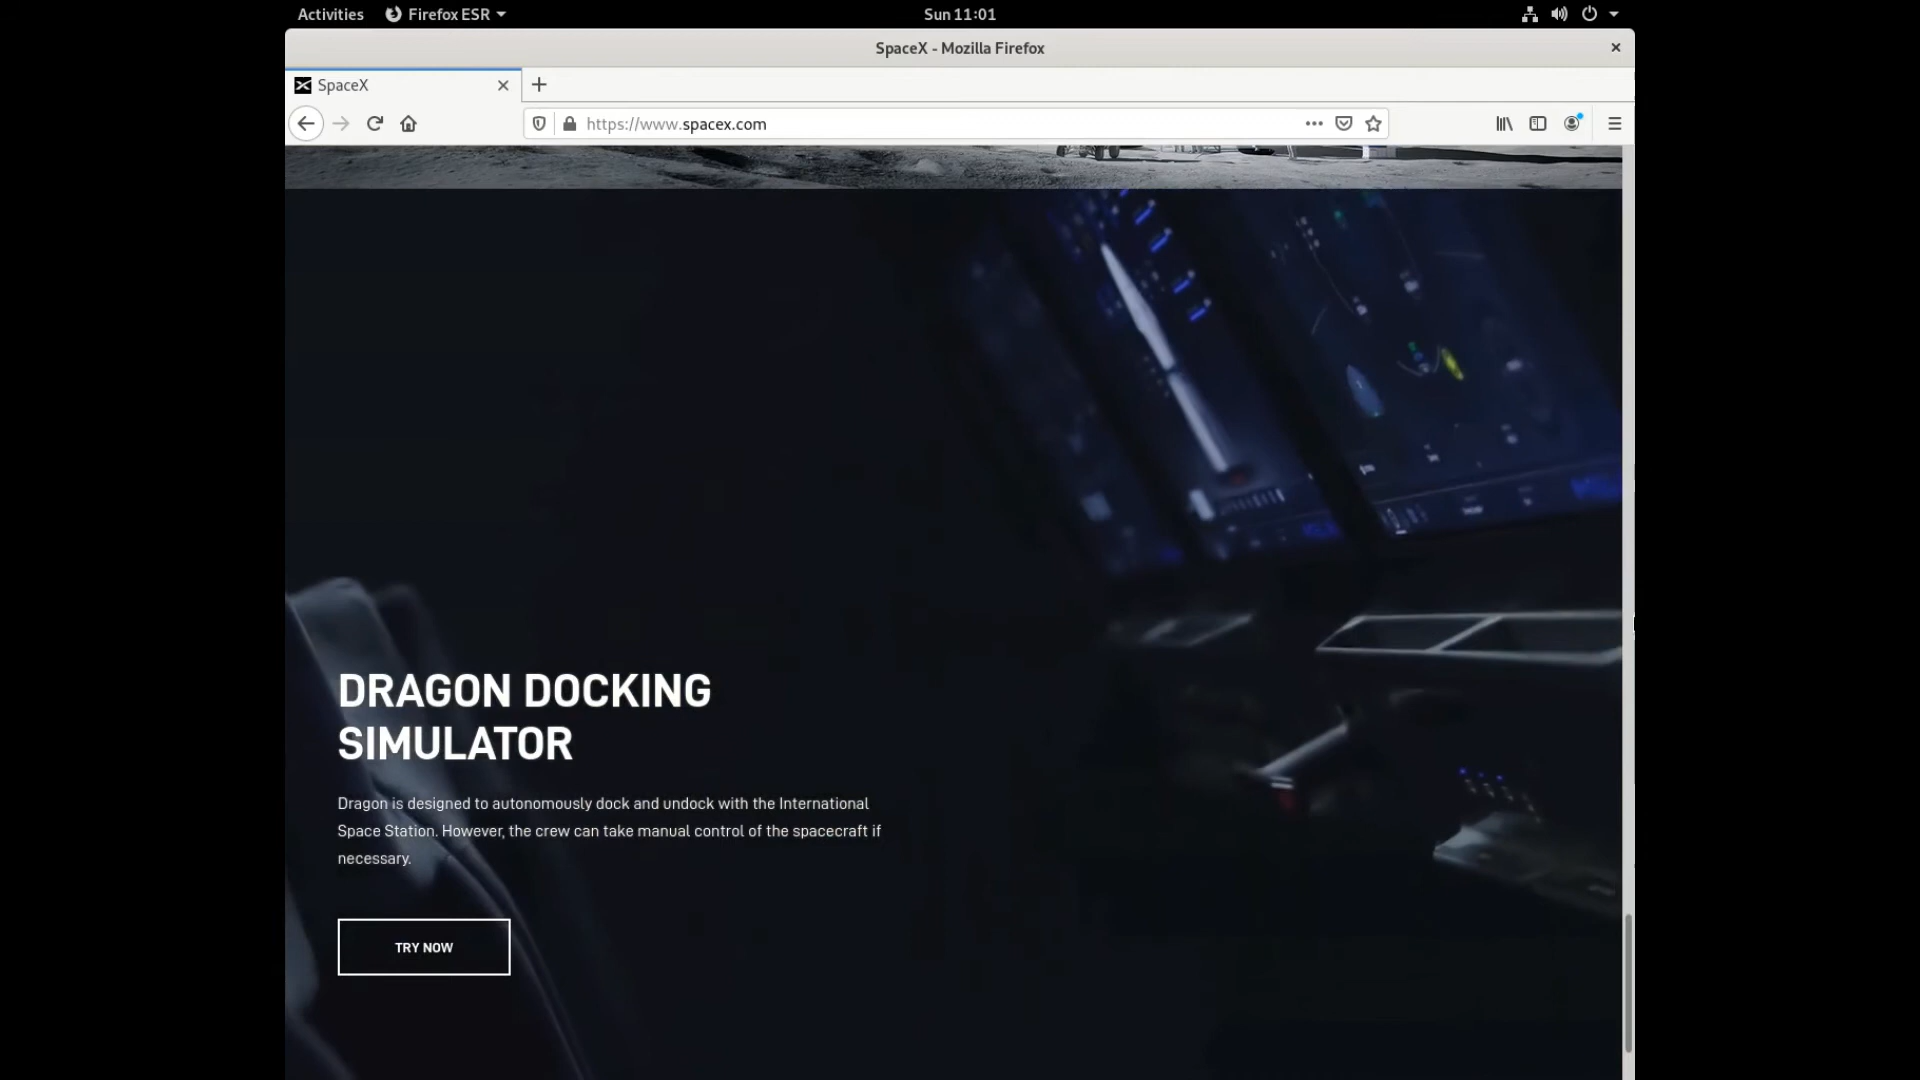 Activities Firefox ESR Sun 11:01
SpaceX - Mozilla Firefox
SpaceX
https://www.spacex.com
DRAGON DOCKING
SIMULATOR
Dragon is designed to autonomously dock and undock with the International
Space Station. However, the crew can take manual control of the spacecraft if
necessary.
TRY NOW